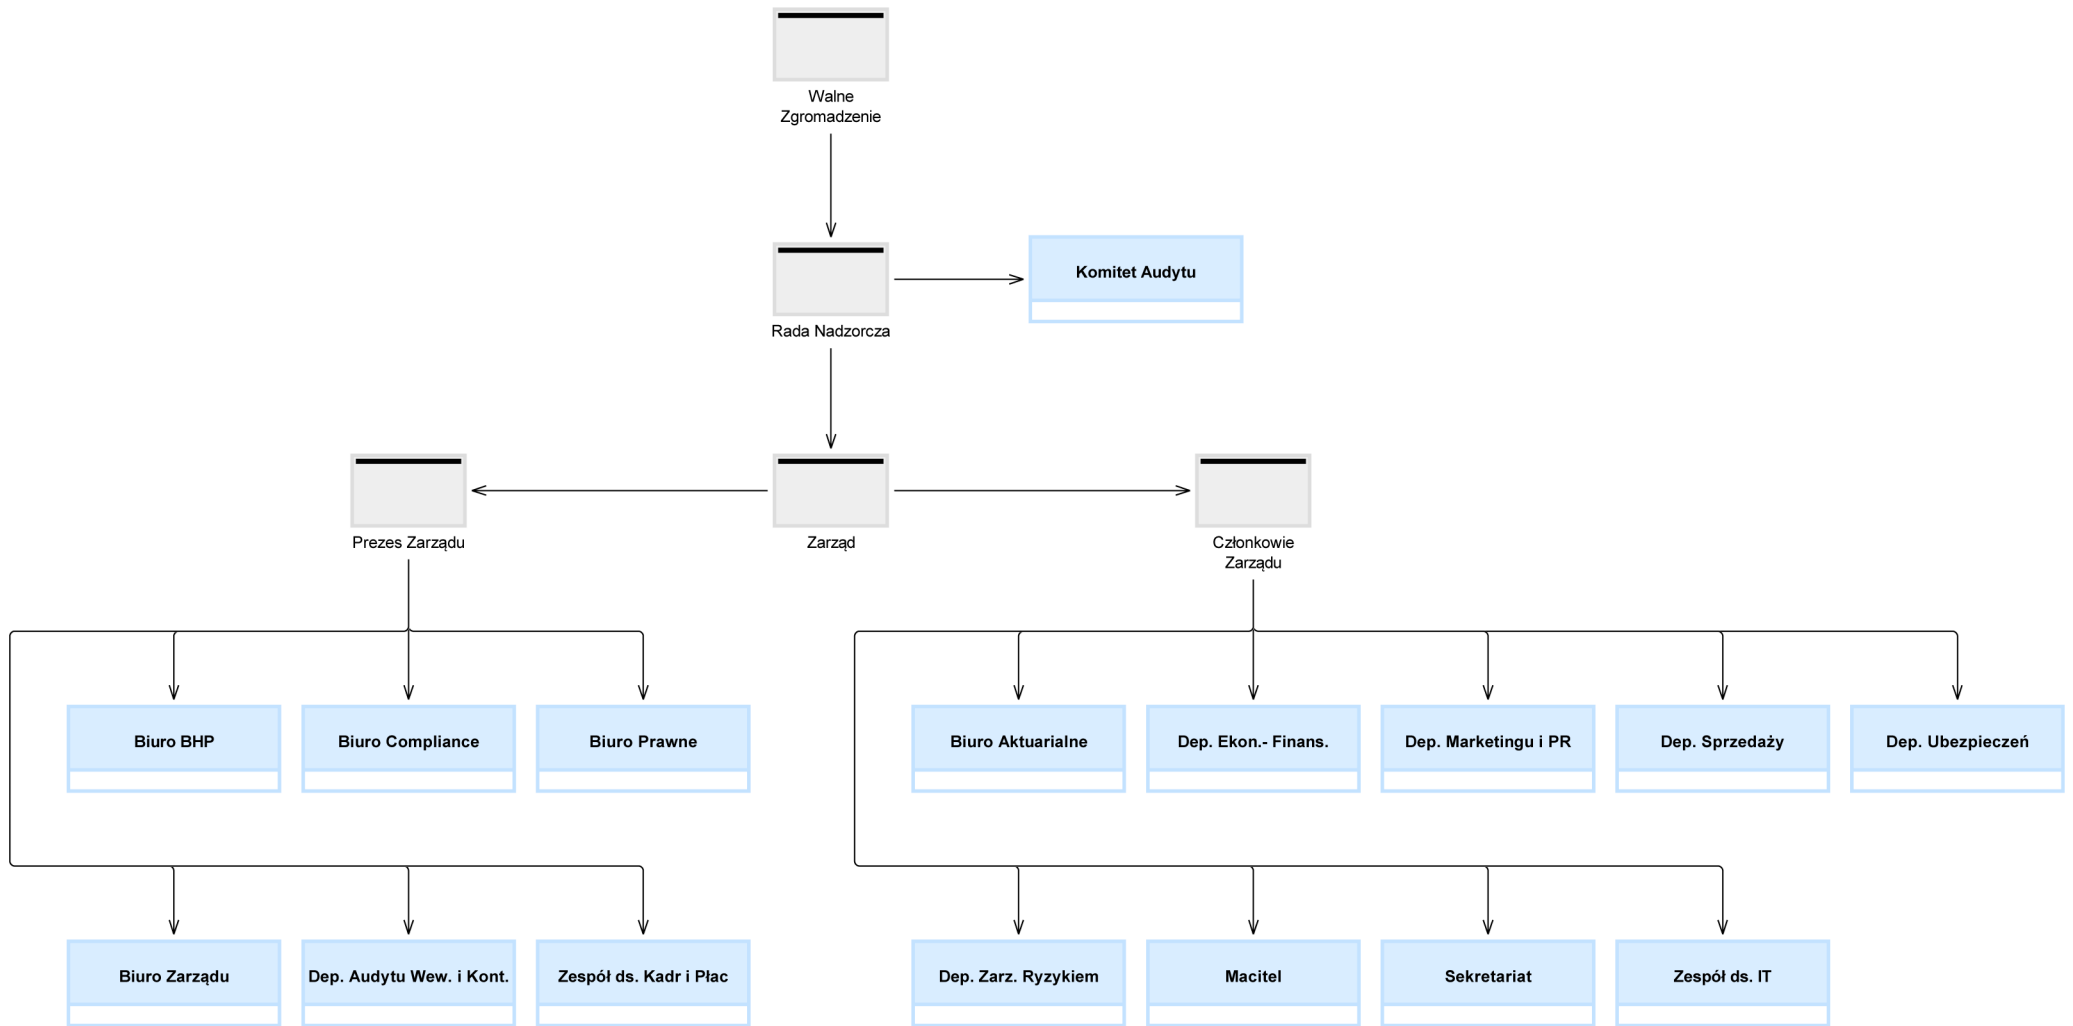 Walne
Zgromadzenie
Komitet Audytu
Rada Nadzorcza
Prezes Zarządu
Zarząd
Członkowie
Zarządu
Biuro BHP
Biuro Compliance
Biuro Prawne
Biuro Aktuarialne
Dep. Ekon.- Finans.
Dep. Marketingu i PR
Dep. Sprzedaży
Dep. Ubezpieczeń
Biuro Zarządu
Dep. Audytu Wew. i Kont.
Zespół ds. Kadr i Płac
Dep. Zarz. Ryzykiem
Macitel
Sekretariat
Zespół ds. IT